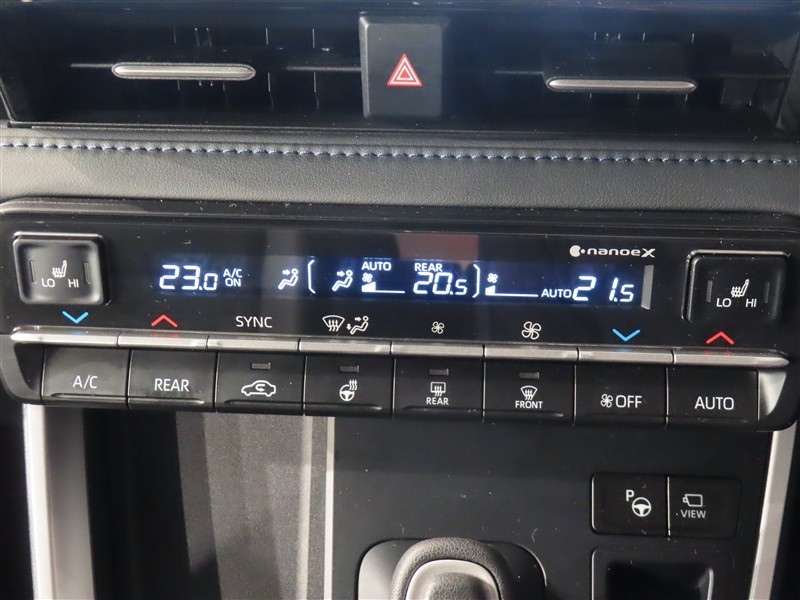 nanoeX
LO HI
23.0 A/C ON
AUTO REAR
20.5
AUTO 21.5
LO HI
SYNC
A/C
REAR
REAR
FRONT
OFF
AUTO
P
VIEW